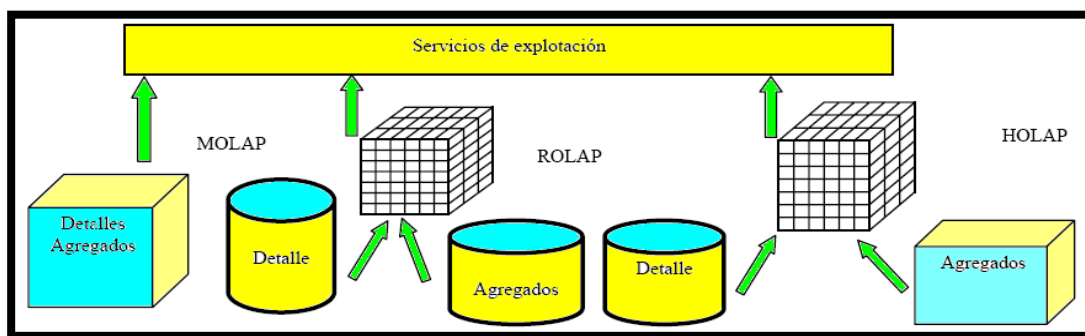 Servicios de explotación
MOLAP
ROLAP
HOLAP
Detalles
Agregados
Detalle
Agregados
Detalle
Agregados